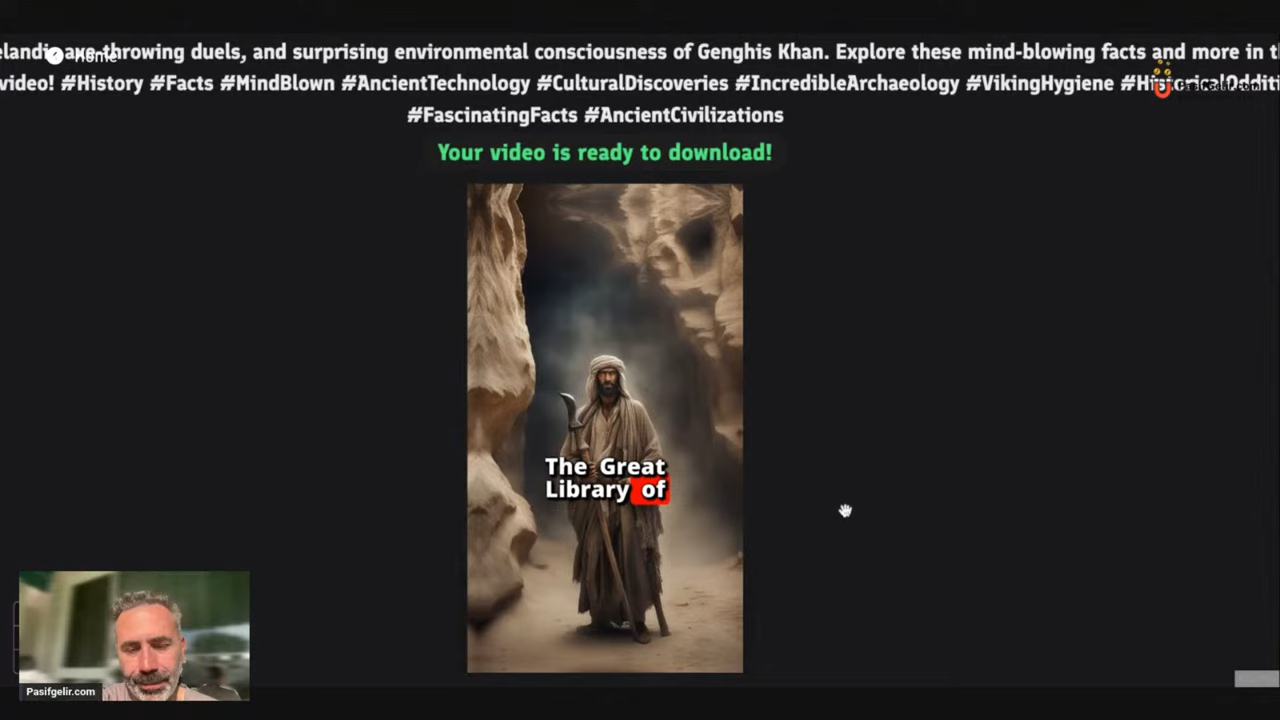 axe-throwing duels, and surprising environmental consciousness of Genghis Khan. Explore these mind-blowing facts and more in
Home
video! #History #Facts #MindBlown #AncientTechnology #CulturalDiscoveries #IncredibleArchaeology #VikingHygiene
#FascinatingFacts #AncientCivilizations
Your video is ready to download!
The Great
Library of
Pasifgelir.com